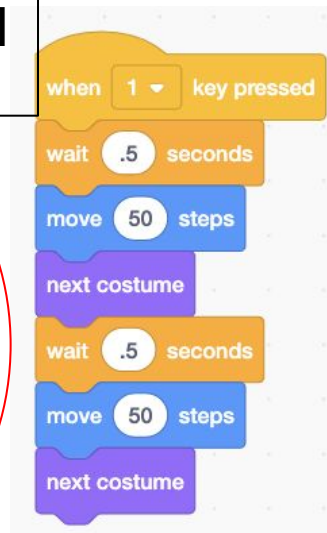 when 1 key pressed
wait .5 seconds
move 50 steps
next costume
wait .5 seconds
move 50 steps
next costume